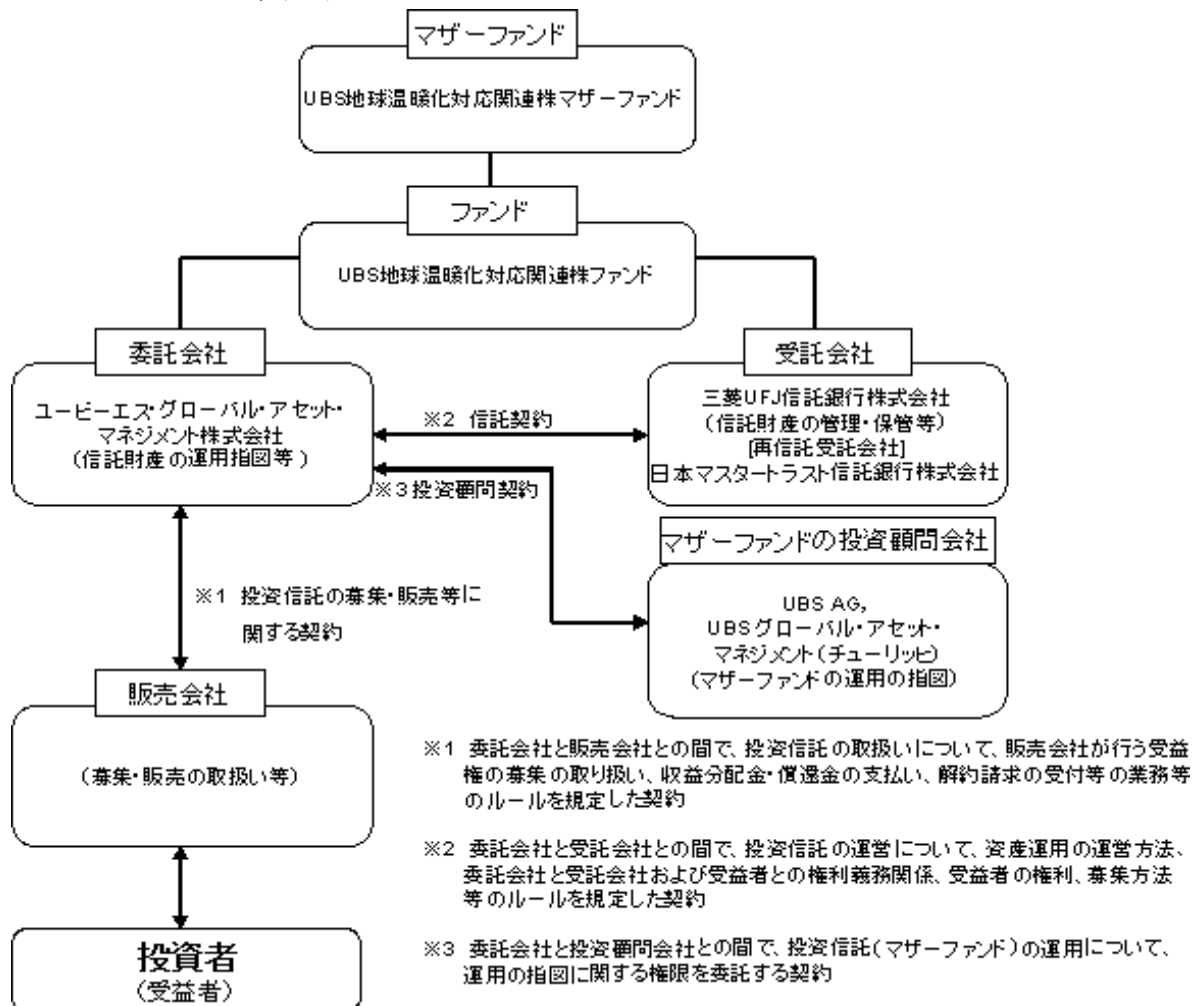 マザーファンド
UBS地球温暖化対応関連株マザーファンド
ファンド
UBS地球温暖化対応関連株ファンド
委託会社
ユービーエス・グローバル・アセット・
マネジメント株式会社
(信託財産の運用指図等)
※2 信託契約
受託会社
三菱UFJ信託銀行株式会社
(信託財産の管理・保管等)
[再信託受託会社]
日本マスタートラスト信託銀行株式会社
※3投資顧問契約
マザーファンドの投資顧問会社
UBS AG,
UBSグローバル・アセット・
マネジメント(チューリッヒ)
(マザーファンドの運用の指図)
※1 投資信託の募集・販売等に
関する契約
販売会社
(募集・販売の取扱い等)
投資者
(受益者)
※1 委託会社と販売会社との間で、投資信託の取扱いについて、販売会社が行う受益
権の募集の取り扱い、収益分配金・償還金の支払い、解約請求の受付等の業務等
のルールを規定した契約
※2 委託会社と受託会社との間で、投資信託の運営について、資産運用の運営方法、
委託会社と受託会社および受益者との権利義務関係、受益者の権利、募集方法
等のルールを規定した契約
※3 委託会社と投資顧問会社との間で、投資信託(マザーファンド)の運用について、
運用の指図に関する権限を委託する契約